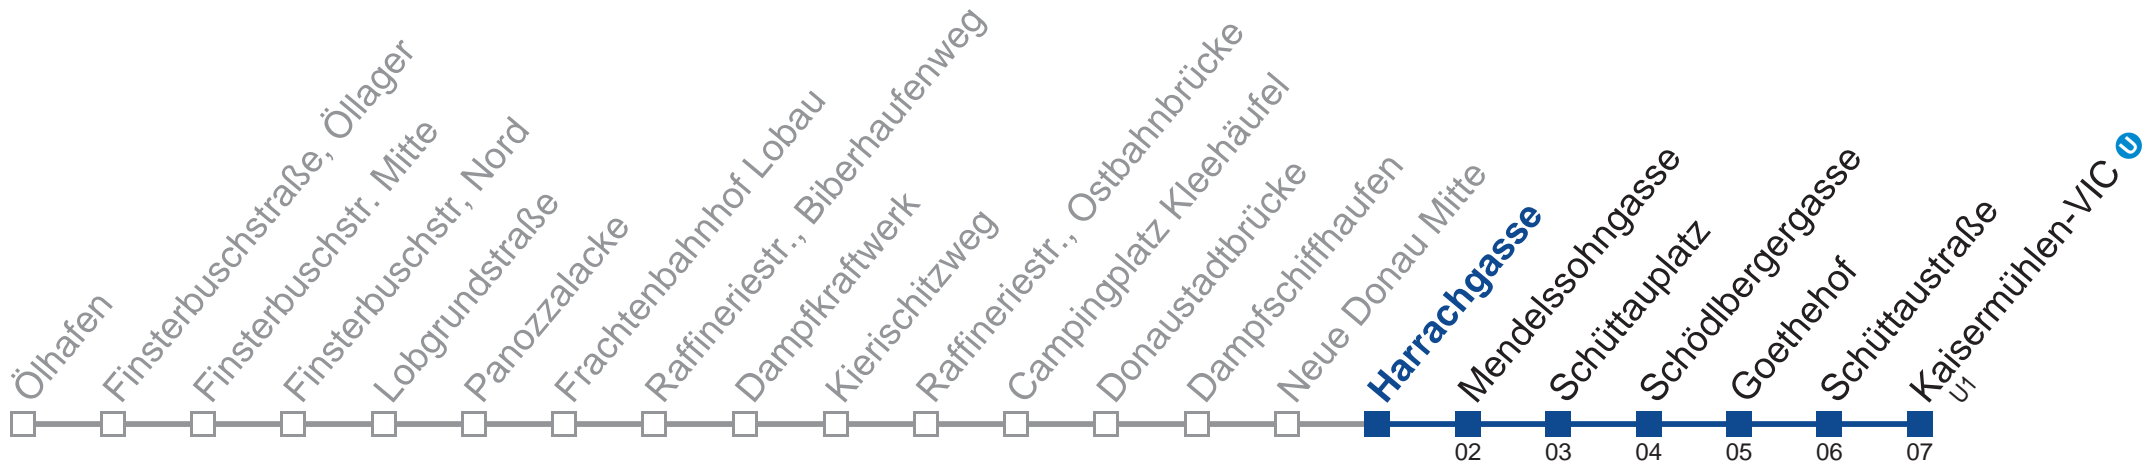 Ölhafen
Finsterbuschstraße, Öllager
Finsterbuschstr. Mitte
Finsterbuschstr, Nord
Lobgrundstraße
Panozzalacke
Frachtenbahnhof Lobau
Raffineriestr., Biberhaufenweg
Dampfkraftwerk
Kierischitzweg
Raffineriestr., Ostbahnbrücke
Campingplatz Kleehäufel
Donaustadtbrücke
Dampfschiffhaufen
Neue Donau Mitte
Harrachgasse
Mendelssohngasse
Schüttauplatz
Schödlbergergasse
Goethehof
Schüttaustraße
Kaisermühlen-VIC U
U1
02 03 04 05 06 07